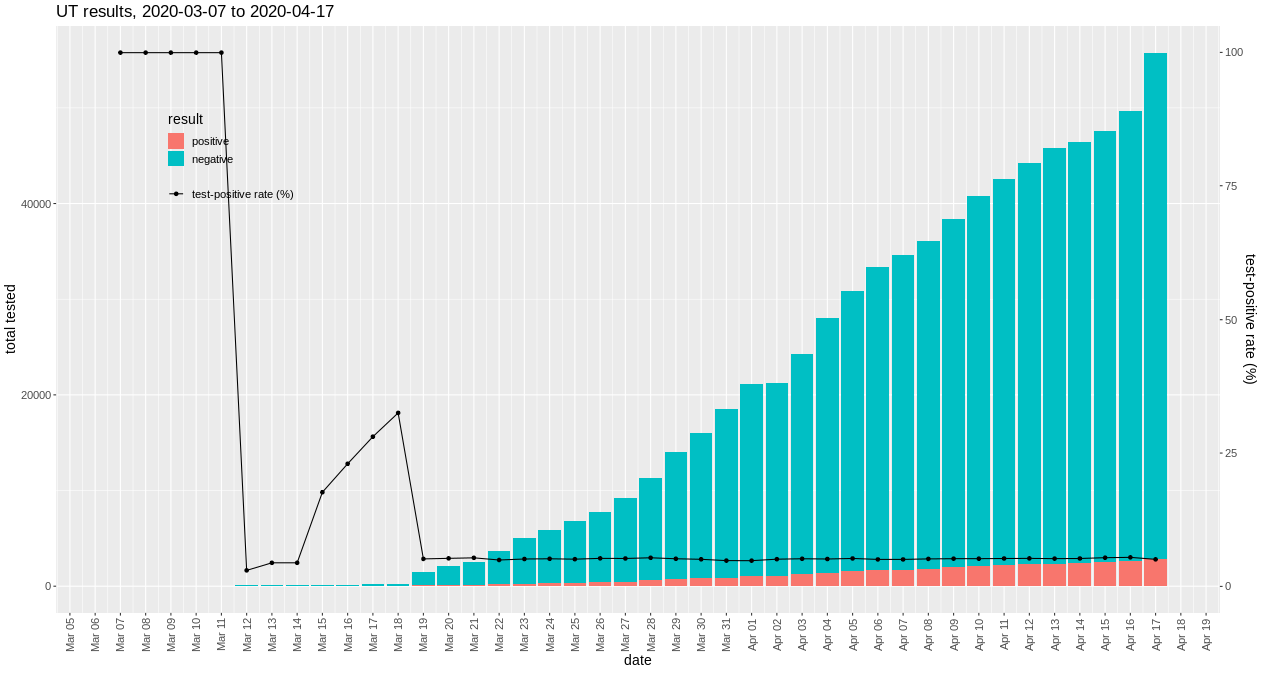 UT results, 2020-03-07 to 2020-04-17
total tested
40000
20000
0
result
positive
negative
test-positive rate (%)
100
75
50
25
0
test-positive rate (%)
Mar 05
Mar 06
Mar 07
Mar 08
Mar 09
Mar 10
Mar 11
Mar 12
Mar 13
Mar 14
Mar 15
Mar 16
Mar 17
Mar 18
Mar 19
Mar 20
Mar 21
Mar 22
Mar 23
Mar 24
Mar 25
Mar 26
Mar 27
Mar 28
Mar 29
Mar 30
Mar 31
Apr 01
Apr 02
Apr 03
Apr 04
Apr 05
Apr 06
Apr 07
Apr 08
Apr 09
Apr 10
Apr 11
Apr 12
Apr 13
Apr 14
Apr 15
Apr 16
Apr 17
Apr 18
Apr 19
date